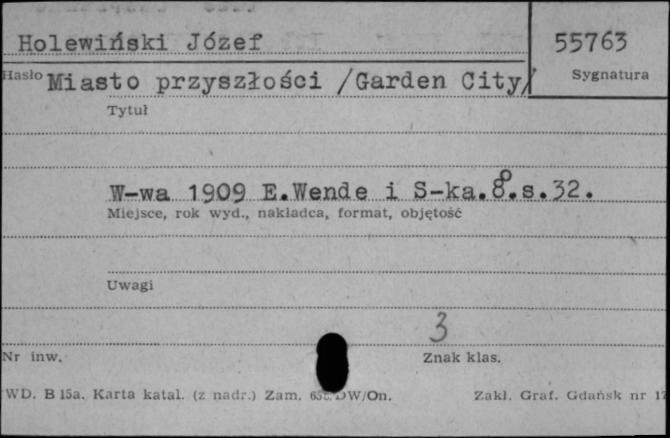 Holewiński Józef 55763
Hasło Miasto przyszłości /Garden City/ Sygnatura
Tytuł
W-wa 1909 E.Wende i S-ka.8°.s.32.
Miejsce, rok wyd., nakładca, format, objętość
Uwagi
3
Nr inw. Znak klas.
WD. B 15a. Karta katal. (z nadr.) Zam. DW/On. Zakł. Graf. Gdańsk nr